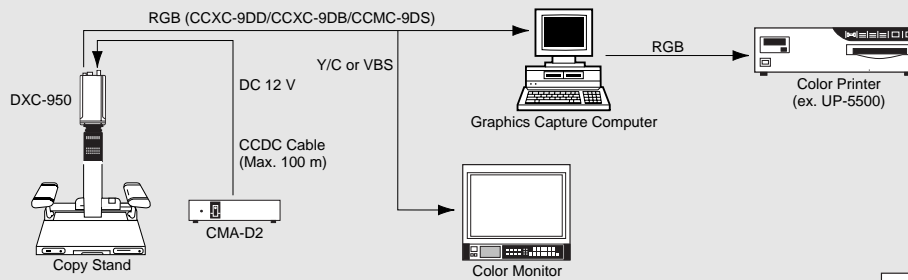 RGB (CCXC-9DD/CCXC-9DB/CCMC-9DS)
RGB
Y/C or VBS
DC 12 V
DXC-950
Color Printer
(ex. UP-5500)
Graphics Capture Computer
CCDC Cable
(Max. 100 m)
CMA-D2
Copy Stand
Color Monitor